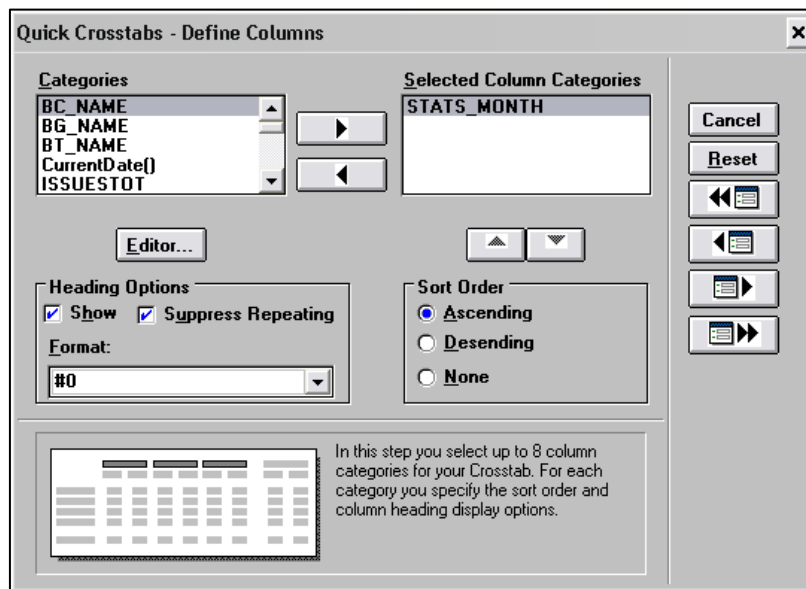 Quick Crosstabs - Define Columns
Categories
BC_NAME
BG_NAME
BT_NAME
CurrentDate()
ISSUESTOT
Editor...
Selected Column Categories
STATS_MONTH
Cancel
Reset
Heading Options
Show Suppress Repeating
Format:
#0
Sort Order
Ascending
Desending
None
In this step you select up to 8 column
categories for your Crosstab. For each
category you specify the sort order and
column heading display options.